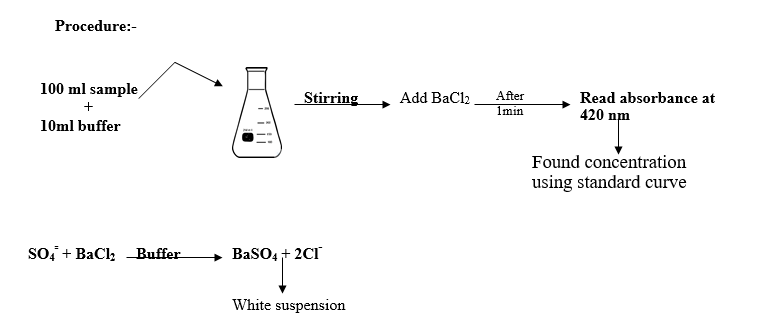 Procedure:-
100 ml sample
+
10ml buffer
Stirring
Add BaCl₂
After
1min
Read absorbance at
420 nm
Found concentration
using standard curve
SO₄⁼ + BaCl₂ Buffer BaSO₄ + 2Cl⁻
White suspension